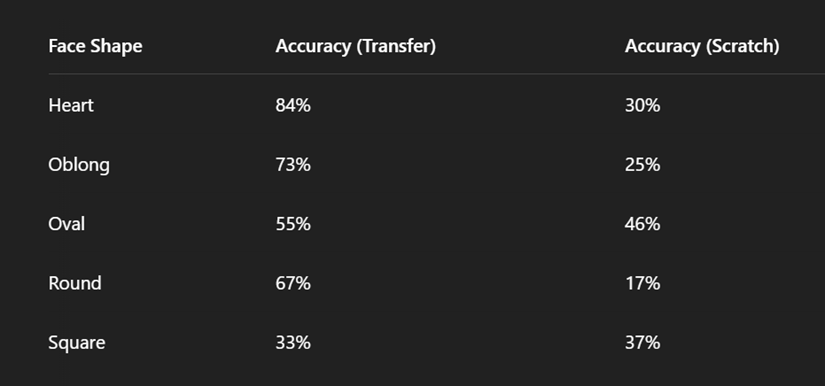 Face Shape Accuracy (Transfer) Accuracy (Scratch)
Heart 84% 30%
Oblong 73% 25%
Oval 55% 46%
Round 67% 17%
Square 33% 37%